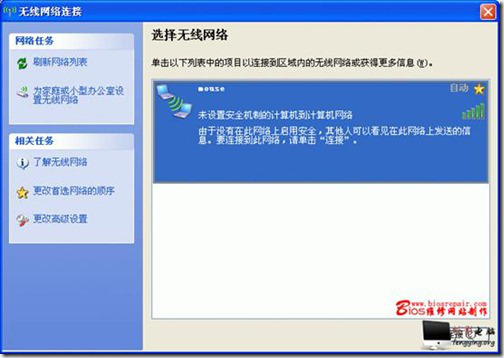 无线网络连接
网络任务
刷新网络列表
为家庭或小型办公室设
置无线网络
相关任务
了解无线网络
更改首选网络的顺序
更改高级设置
选择无线网络
单击以下列表中的项目以连接到区域内的无线网络或获得更多信息(W)。
mouse
自动
未设置安全机制的计算机到计算机网络
由于没有在此网络上启用安全，其他人可以看见在此网络上发送的信
息。要连接到此网络，请单击“连接”。
www.biosrepair.com
Bios维修网站制作
电脑
fengying.org